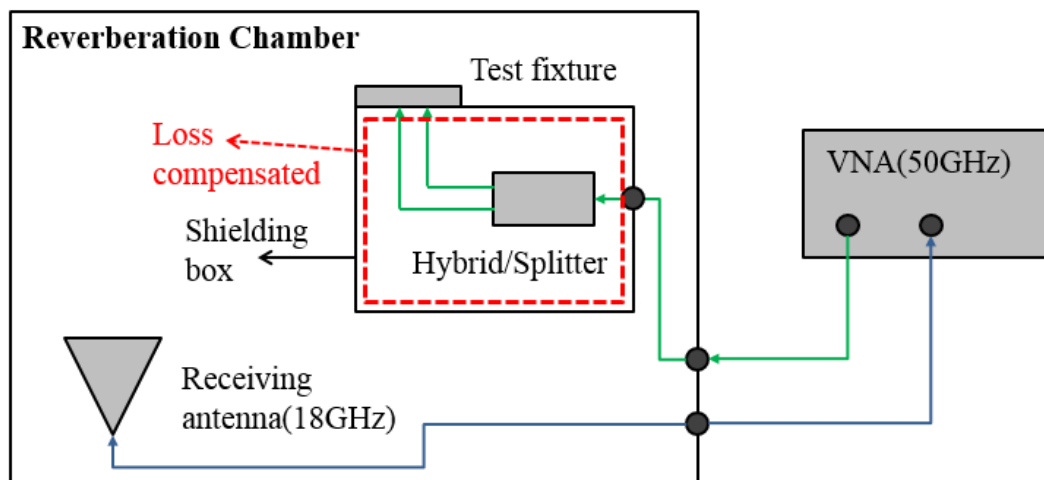 Reverberation Chamber
Test fixture
Loss
compensated
VNA(50GHz)
Shielding
box
Hybrid/Splitter
Receiving
antenna(18GHz)